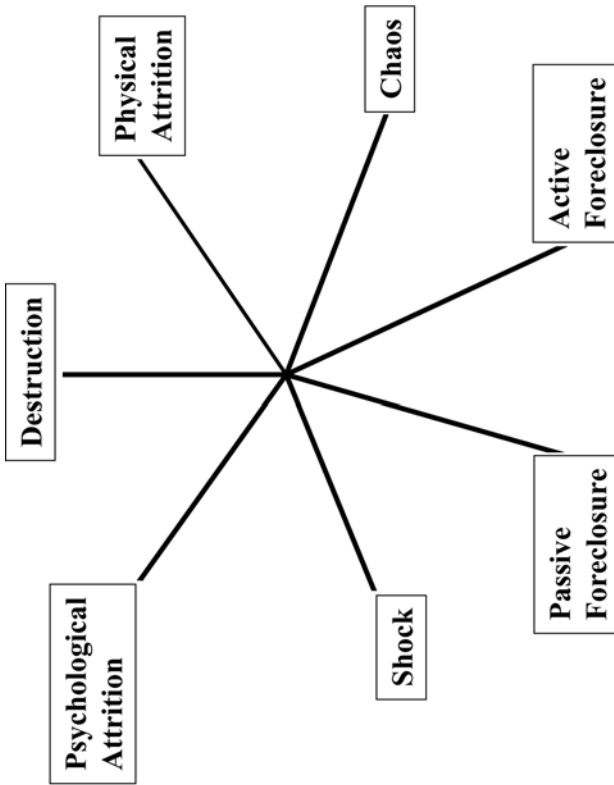 Destruction
Physical
Attrition
Chaos
Active
Foreclosure
Passive
Foreclosure
Shock
Psychological
Attrition